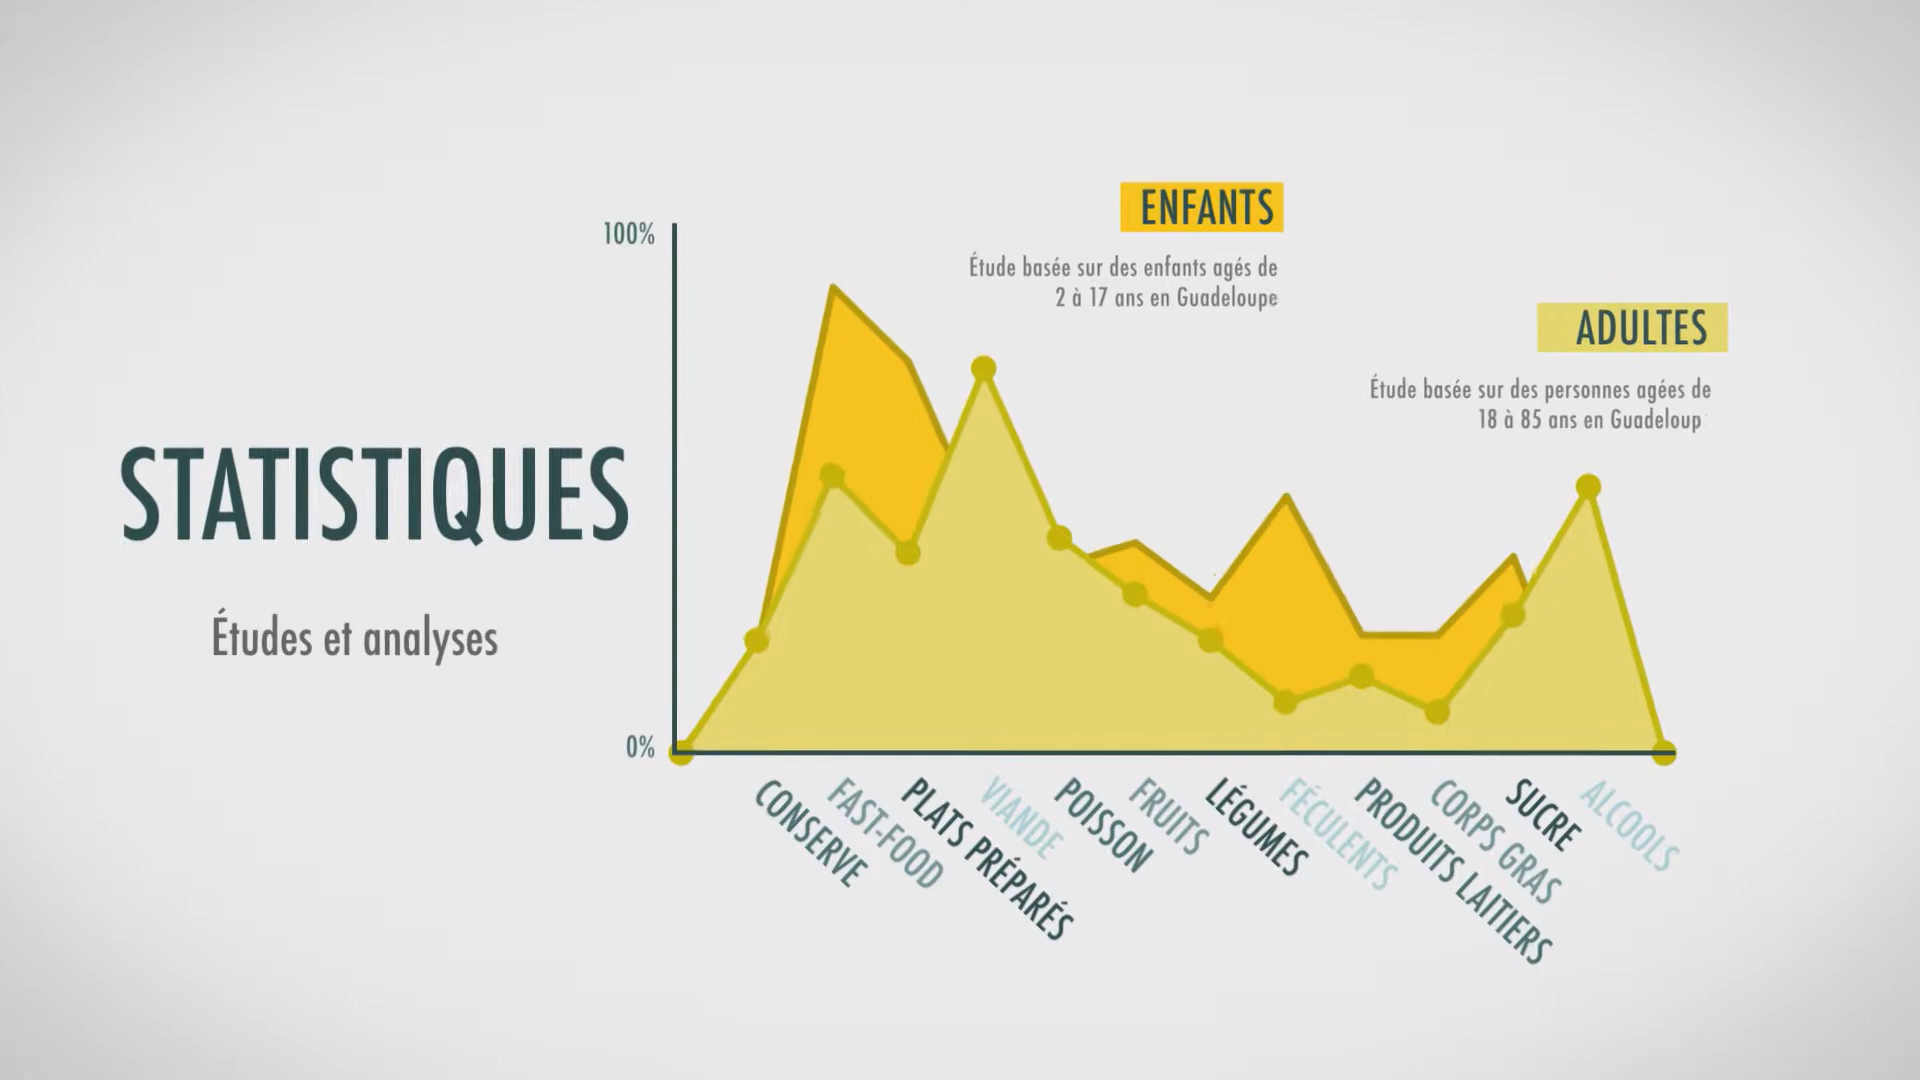 ENFANTS
Étude basée sur des enfants agés de
2 à 17 ans en Guadeloupe
ADULTES
Étude basée sur des personnes agées de
18 à 85 ans en Guadeloup
STATISTIQUES
Études et analyses
100%
0%
CONSERVE
FAST-FOOD
PLATS PRÉPARÉS
VIANDE
POISSON
FRUITS
LÉGUMES
FÉCULENTS
PRODUITS LAITIERS
CORPS GRAS
SUCRE
ALCOOLS